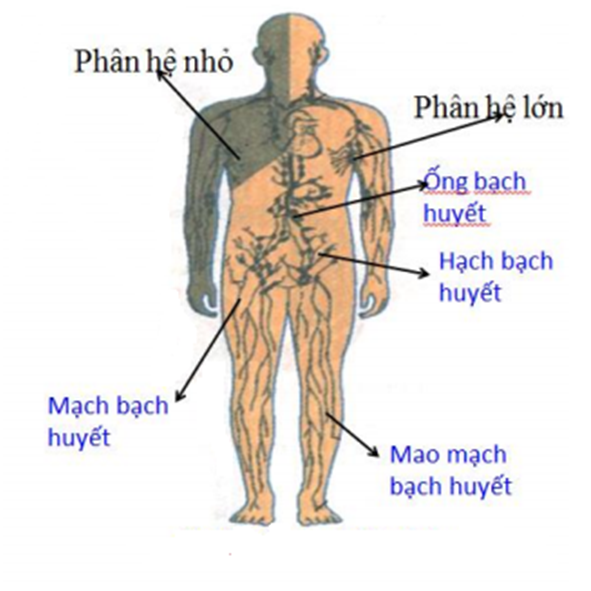 Phân hệ nhỏ
Phân hệ lớn
Ống bạch
huyết
Hạch bạch
huyết
Mạch bạch
huyết
Mao mạch
bạch huyết